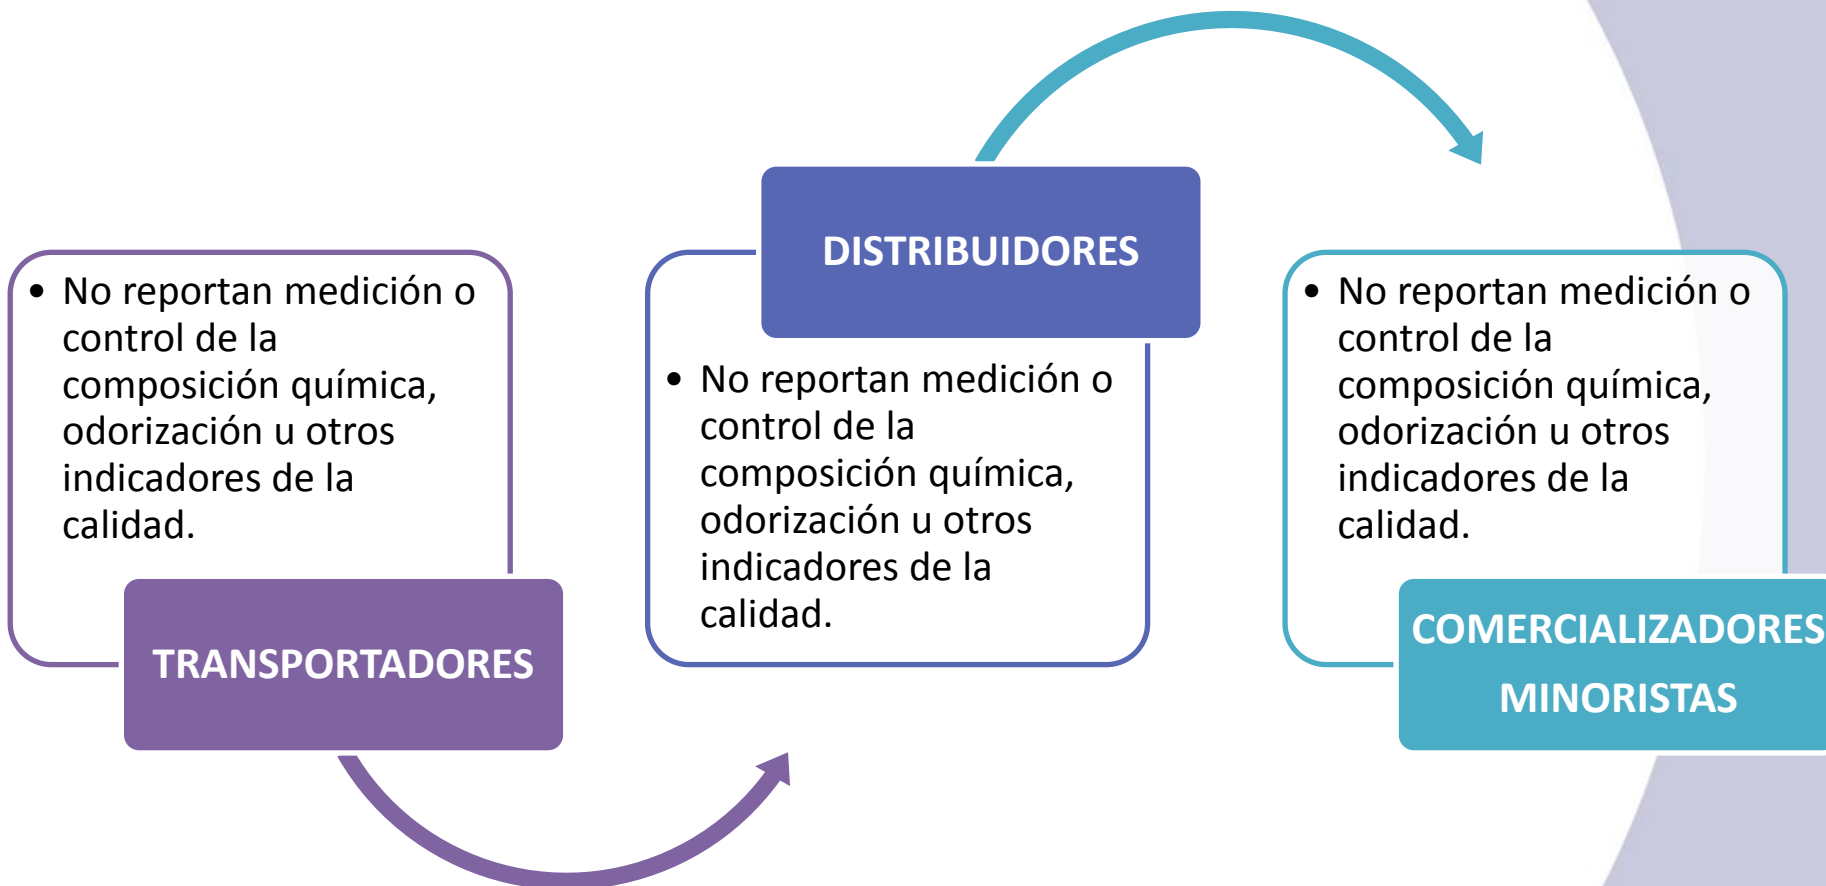 • No reportan medición o
control de la
composición química,
odorización u otros
indicadores de la
calidad.
TRANSPORTADORES
DISTRIBUIDORES
• No reportan medición o
control de la
composición química,
odorización u otros
indicadores de la
calidad.
• No reportan medición o
control de la
composición química,
odorización u otros
indicadores de la
calidad.
COMERCIALIZADORES
MINORISTAS